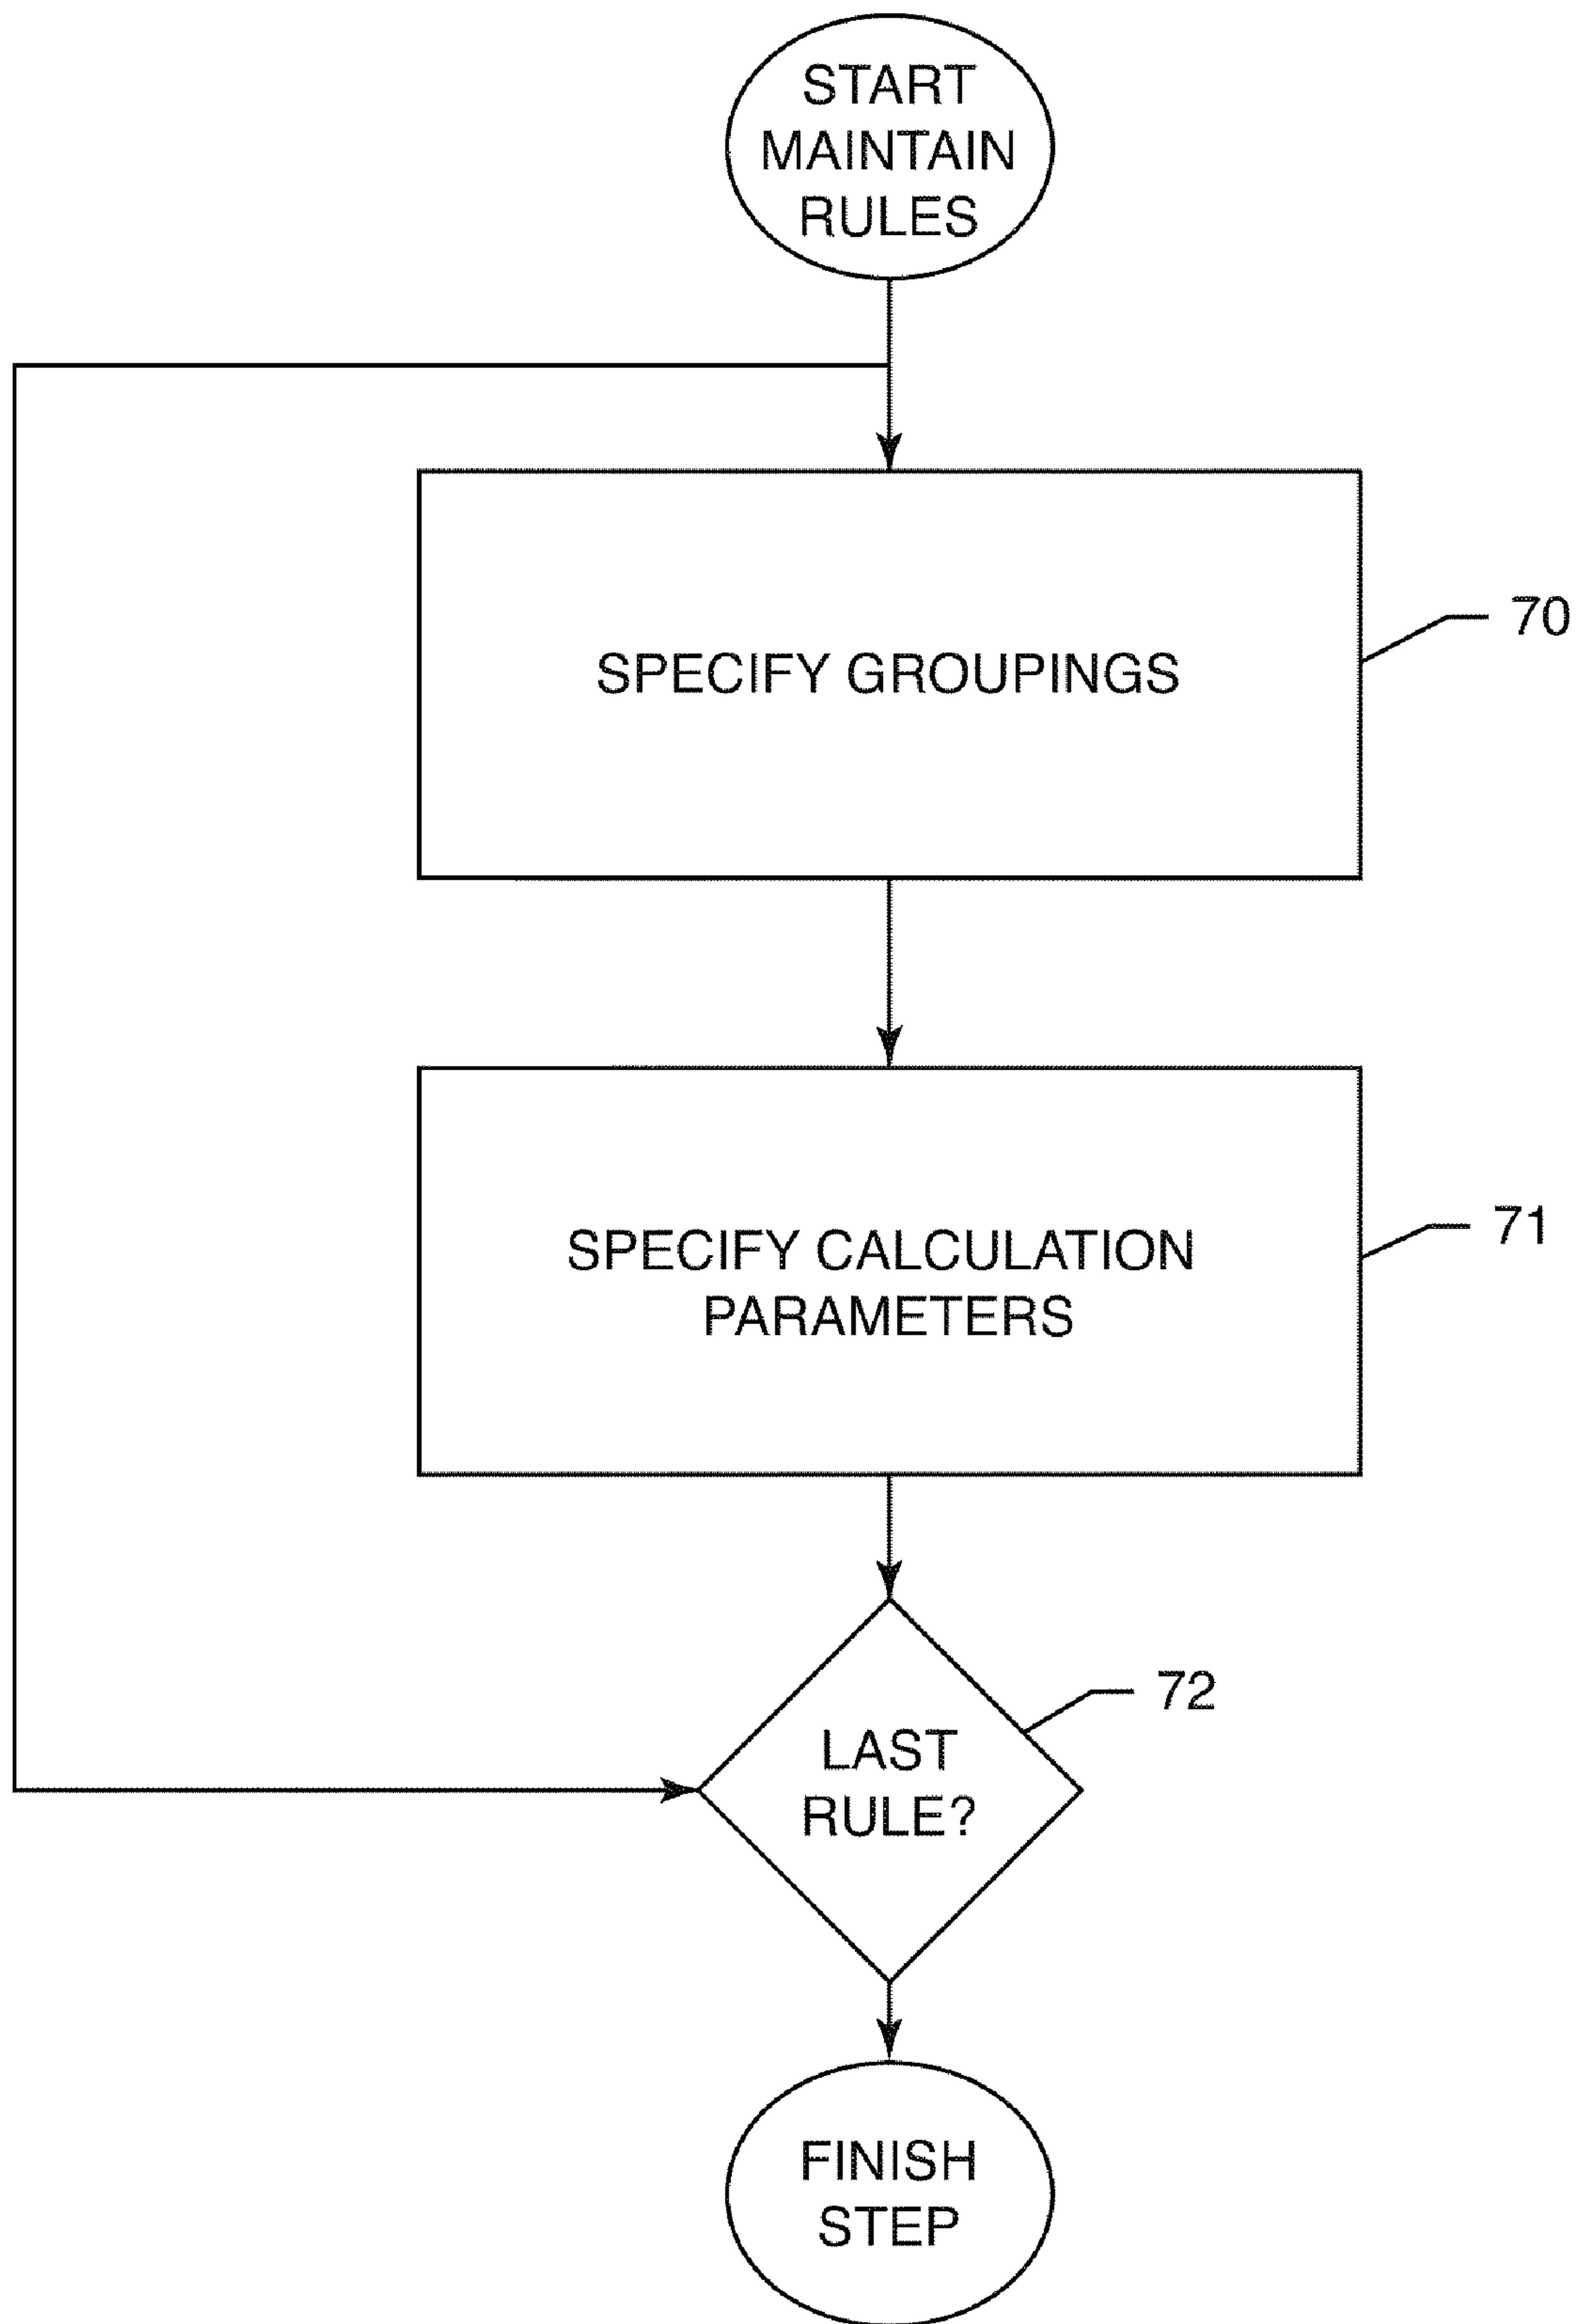 START
MAINTAIN
RULES
SPECIFY GROUPINGS
70
SPECIFY CALCULATION
PARAMETERS
71
LAST
RULE?
72
FINISH
STEP